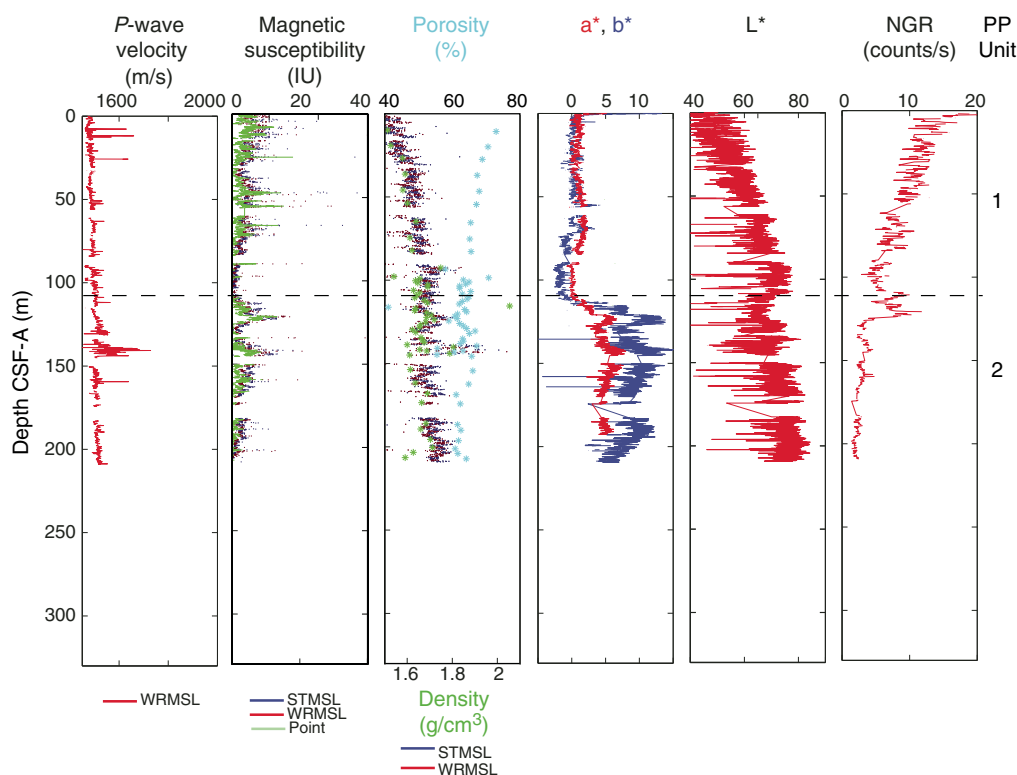 P-wave
velocity
(m/s)
Magnetic
susceptibility
(IU)
Porosity
(%)
a*, b*
L*
NGR
(counts/s)
PP
Unit
1600 2000
0 20 40
40 60 80
0 5 10
40 60 80
0 10 20
Depth CSF-A (m)
0
50
100
150
200
250
300
1
2
1.6 1.8 2
Density
(g/cm³)
WRMSL
STMSL
WRMSL
Point
STMSL
WRMSL